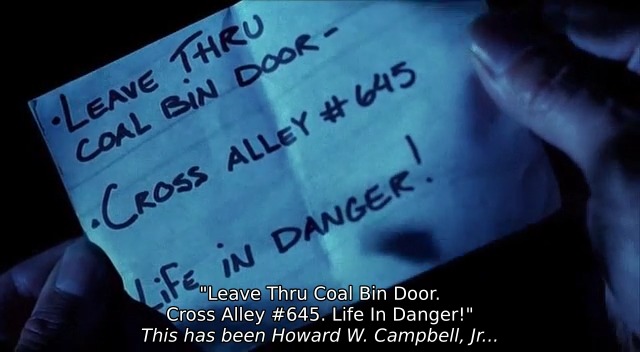 • LEAVE THRU
COAL BIN DOOR-
• CROSS ALLEY # 645
LIFE IN DANGER!
"Leave Thru Coal Bin Door.
Cross Alley #645. Life In Danger!"
This has been Howard W. Campbell, Jr...